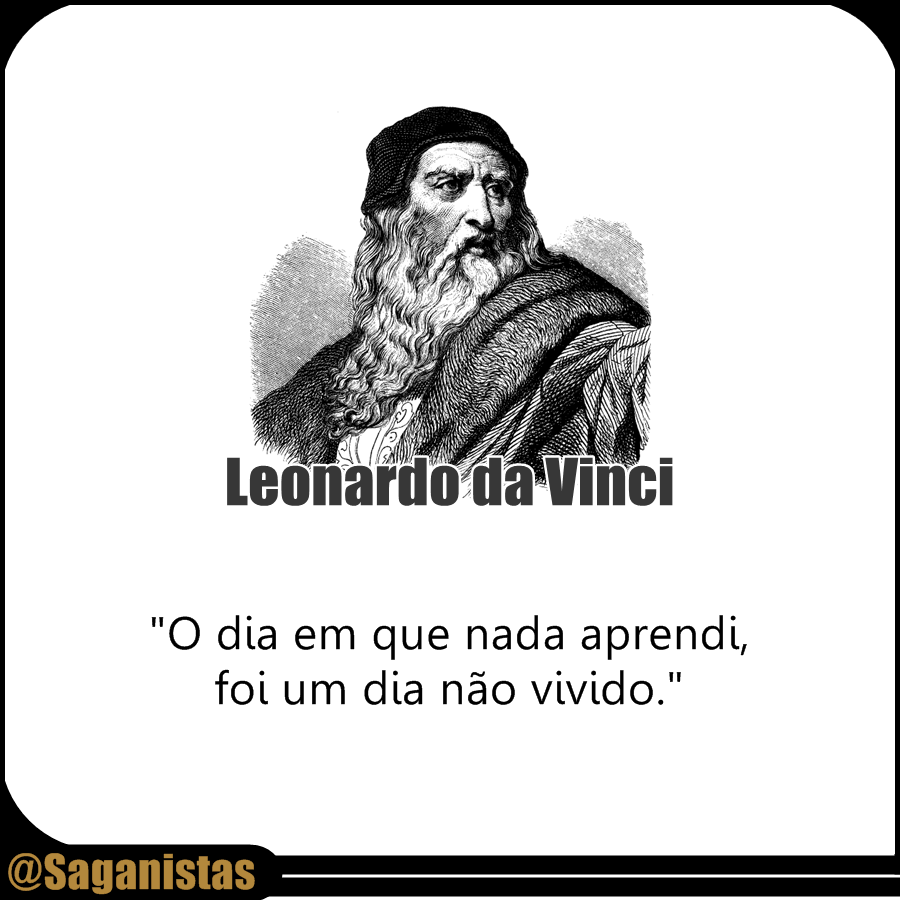 Leonardo da Vinci
"O dia em que nada aprendi,
foi um dia não vivido."
@Saganistas